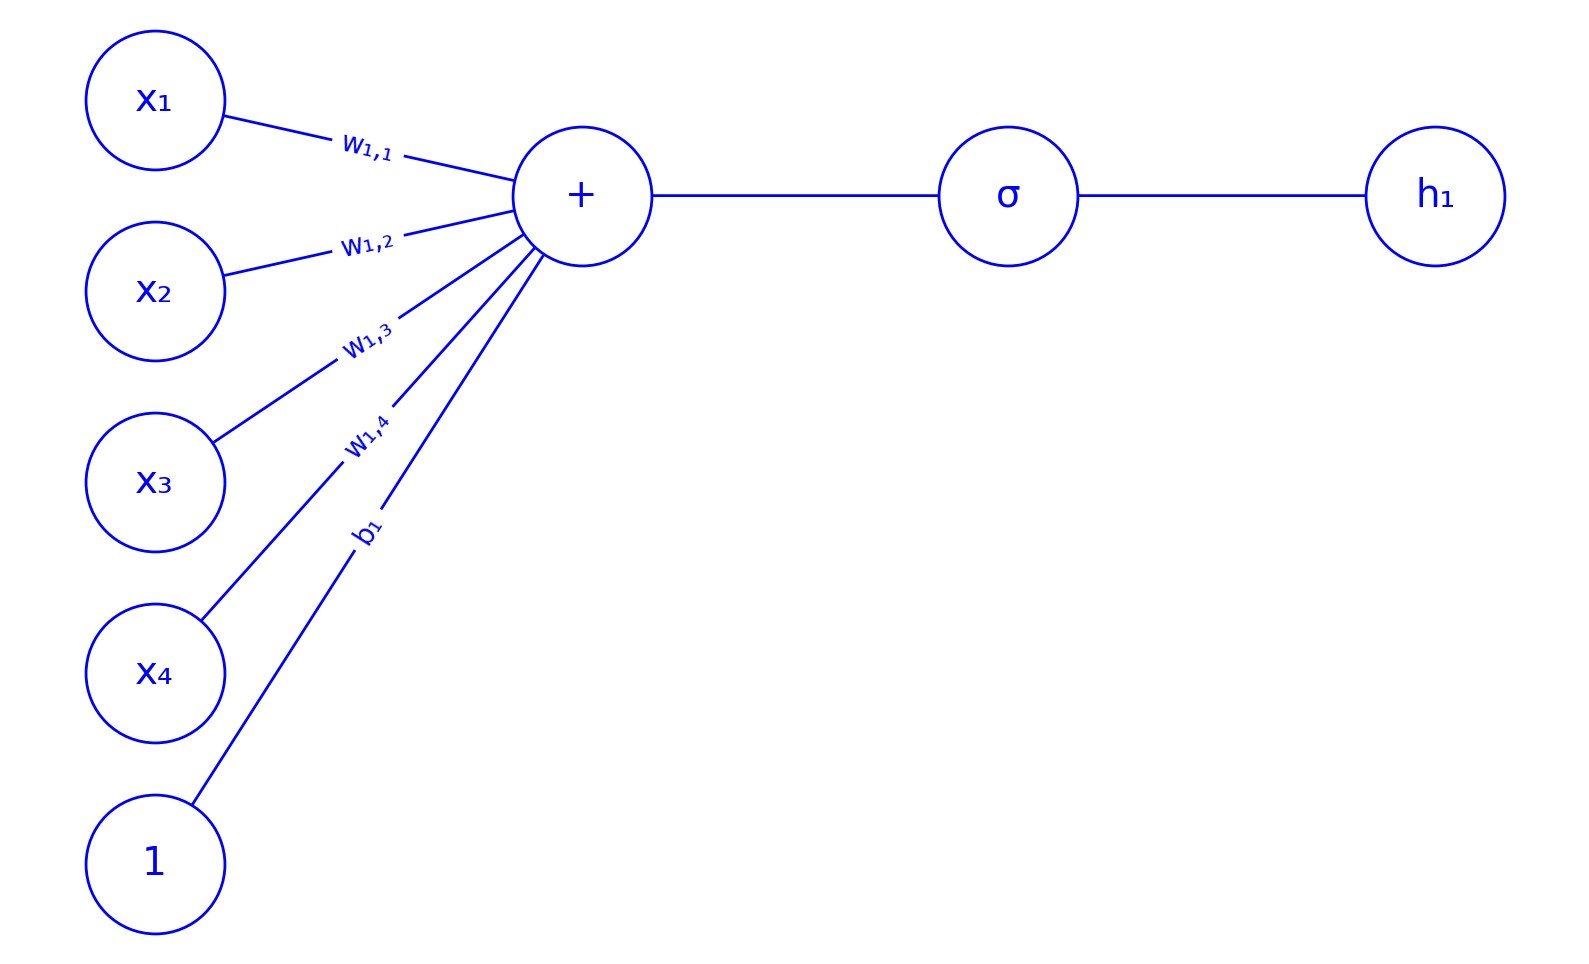 x₁
w₁,₁
+
σ
h₁
x₂
w₁,₂
x₃
w₁,₃
x₄
w₁,₄
1
b₁